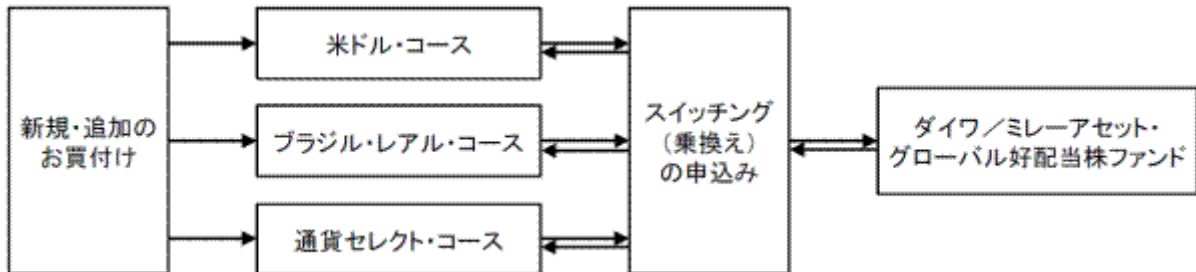 新規・追加の
お買付け
米ドル・コース
ブラジル・レアル・コース
通貨セレクト・コース
スイッチング
(乗換え)
の申込み
ダイワ/ミレーアセット・
グローバル好配当株ファンド